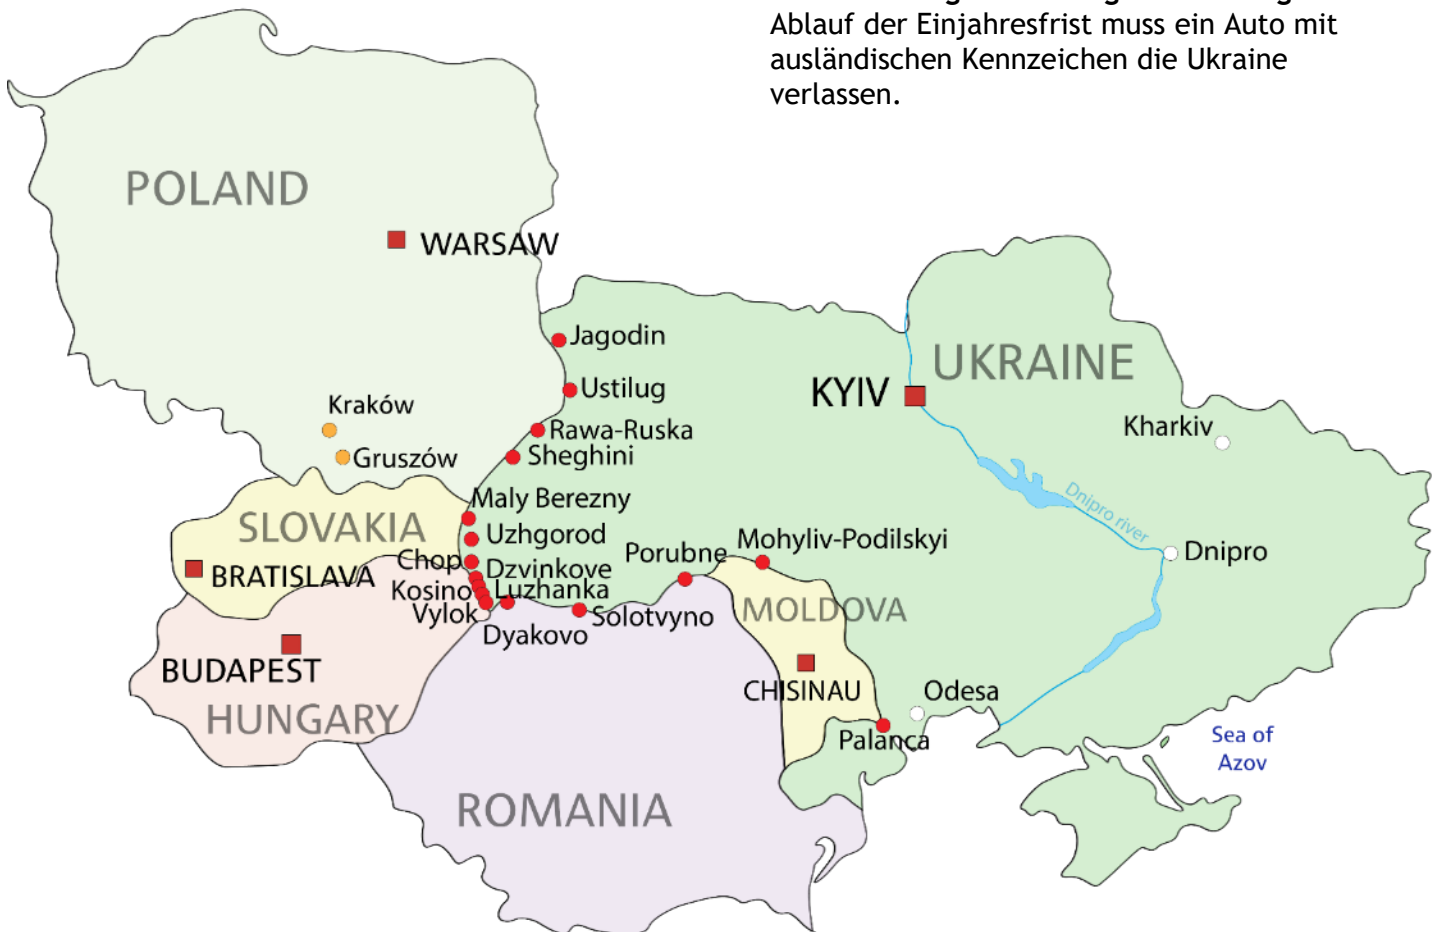 Ablauf der Einjahresfrist muss ein Auto mit
ausländischen Kennzeichen die Ukraine
verlassen.
POLAND
WARSAW
Jagodin
UKRAINE
KYIV
Ustilug
Kraków
Rawa-Ruska
Kharkiv
Gruszów
Sheghini
Maly Berezny
Dnipro river
SLOVAKIA
Uzhgorod
Mohyliv-Podilskyi
Porubne
Dnipro
Chop
Dzvinkove
BRATISLAVA
Kosino
Luzhanka
Vylok
Solotvyno
MOLDOVA
Dyakovo
BUDAPEST
CHISINAU
Odesa
HUNGARY
Palanca
Sea of
Azov
ROMANIA